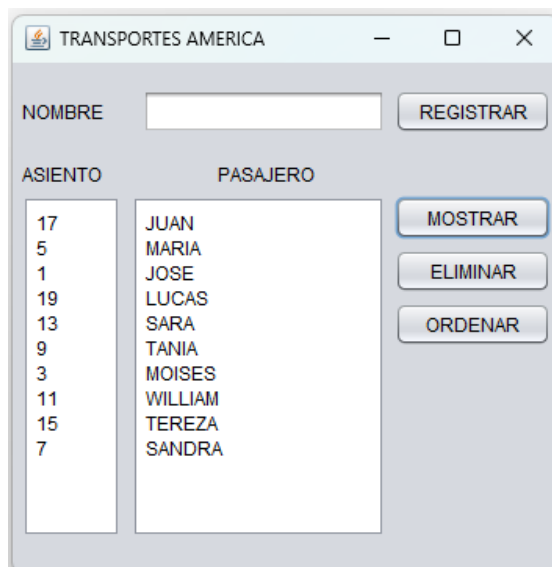 TRANSPORTES AMERICA
NOMBRE REGISTRAR
ASIENTO PASAJERO
17 JUAN MOSTRAR
5 MARIA
1 JOSE ELIMINAR
19 LUCAS
13 SARA ORDENAR
9 TANIA
3 MOISES
11 WILLIAM
15 TEREZA
7 SANDRA